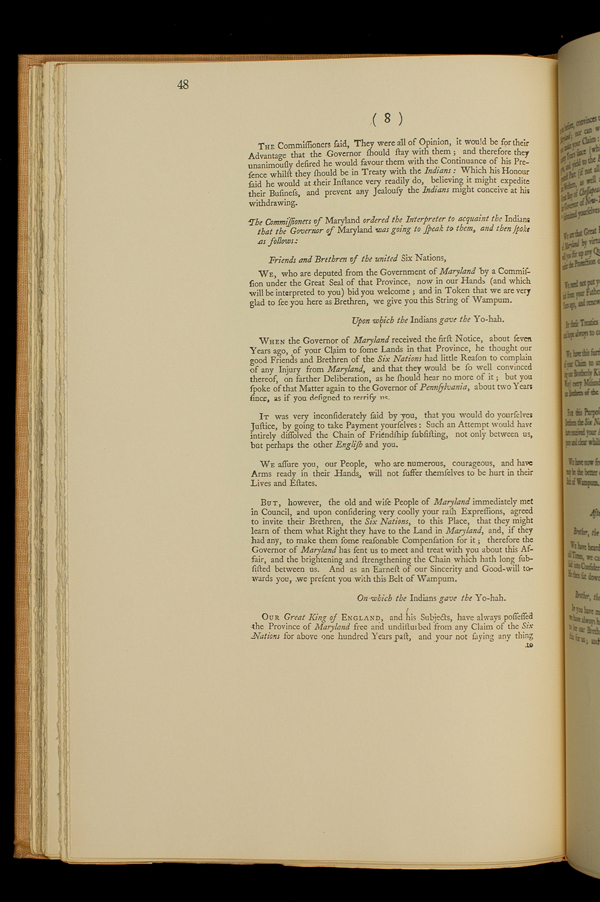 48
( 8 )
THE Commiſſioners ſaid, They were all of Opinion, it would be for their
Advantage that the Governor ſhould ſtay with them ; and therefore they
unanimouſly deſired he would favour them with the Continuance of his Pre-
ſence whilſt they ſhould be in Treaty with the Indians : Which his Honour
ſaid he would at their Inſtance very readily do, believing it might expedite
their Buſineſs, and prevent any Jealouſy the Indians might conceive at his
withdrawing.
The Commiſſioners of Maryland ordered the Interpreter to acquaint the Indians
that the Governor of Maryland was going to ſpeak to them, and then ſpoke
as follows :
Friends and Brethren of the united Six Nations,
WE, who are deputed from the Government of Maryland by a Commiſ-
ſion under the Great Seal of that Province, now in our Hands (and which
will be interpreted to you) bid you welcome ; and in Token that we are very
glad to ſee you here as Brethren, we give you this String of Wampum.
Upon which the Indians gave the Yo-hah.
WHEN the Governor of Maryland received the firſt Notice, about ſeven
Years ago, of your Claim to ſome Lands in that Province, he thought our
good Friends and Brethren of the Six Nations had little Reaſon to complain
of any Injury from Maryland, and that they would be ſo well convinced
thereof, on farther Deliberation, as he ſhould hear no more of it ; but you
ſpoke of that Matter again to the Governor of Pennſylvania, about two Years
ſince, as if you deſigned to terrify us.
IT was very inconſiderately ſaid by you, that you would do yourſelves
Juſtice, by going to take Payment yourſelves : Such an Attempt would have
intirely diſſolved the Chain of Friendſhip ſubſiſting, not only between us,
but perhaps the other Engliſh and you.
WE aſſure you, our People, who are numerous, courageous, and have
Arms ready in their Hands, will not ſuffer themſelves to be hurt in their
Lives and Eſtates.
BUT, however, the old and wiſe People of Maryland immediately met
in Council, and upon conſidering very coolly your raſh Expreſſions, agreed
to invite their Brethren, the Six Nations, to this Place, that they might
learn of them what Right they have to the Land in Maryland, and, if they
had any, to make them ſome reaſonable Compenſation for it ; therefore the
Governor of Maryland has ſent us to meet and treat with you about this Af-
fair, and the brightening and ſtrengthening the Chain which hath long ſub-
ſiſted between us. And as an Earneſt of our Sincerity and Good-will to-
wards you, we preſent you with this Belt of Wampum.
On which the Indians gave the Yo-hah.
OUR Great King of ENGLAND, and his Subjects, have always poſſeſſed
the Province of Maryland free and undiſturbed from any Claim of the Six
Nations for above one hundred Years paſt, and your not ſaying any thing
to